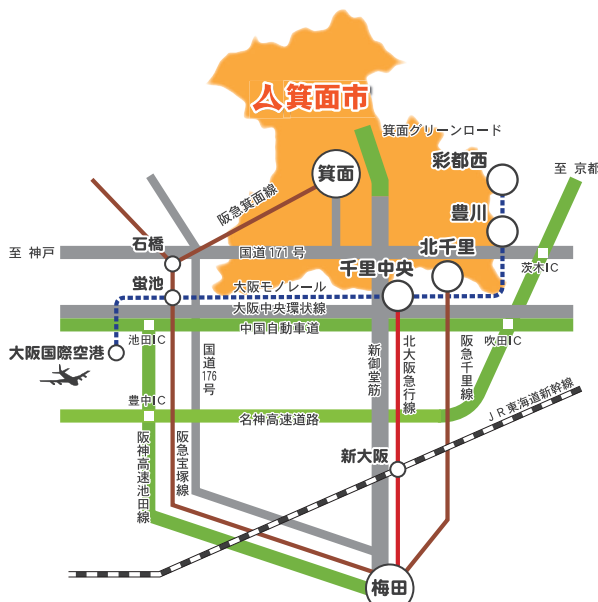 箕面市
箕面グリーンロード
彩都西
至 京都
箕面
阪急箕面線
豊川
石橋
北千里
至 神戸
国道171号
千里中央
茨木IC
蛍池
大阪モノレール
大阪中央環状線
中国自動車道
池田IC
吹田IC
大阪国際空港
国道176号
新御堂筋
北大阪急行線
阪急千里線
豊中IC
名神高速道路
JR東海道新幹線
阪神高速池田線
阪急宝塚線
新大阪
梅田